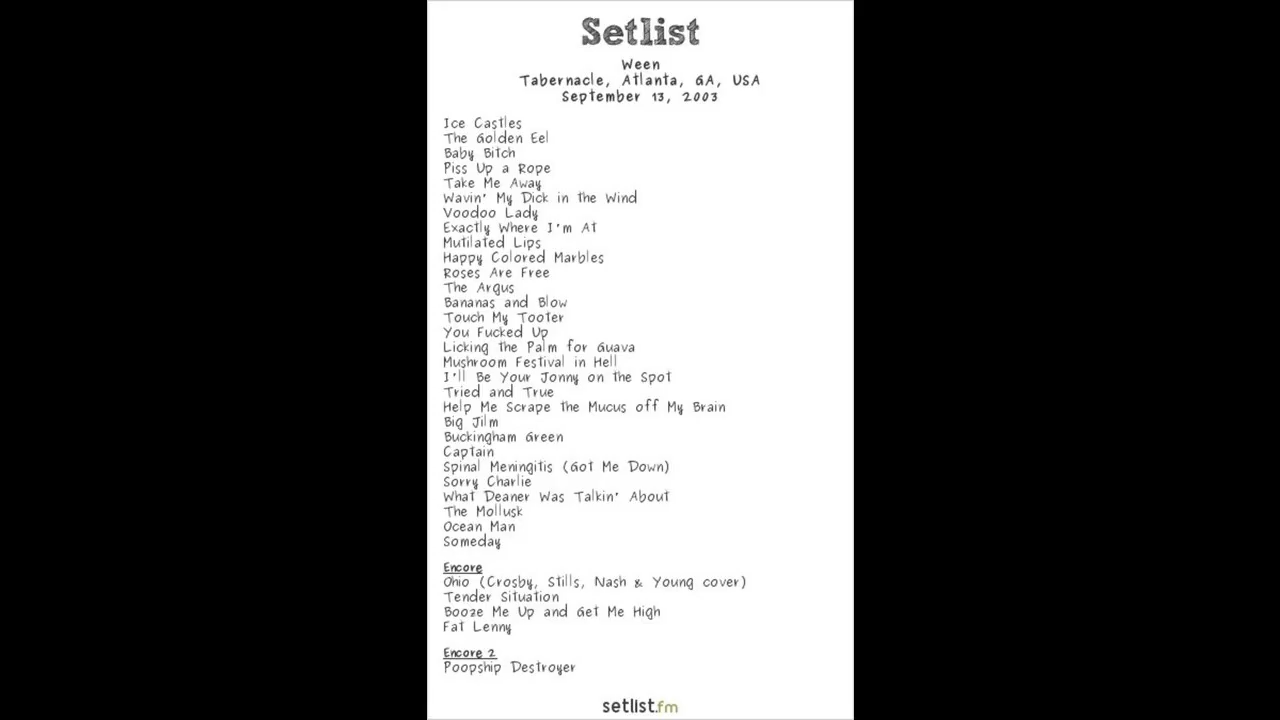 Setlist
Ween
Tabernacle, Atlanta, GA, USA
September 13, 2003
Ice Castles
The Golden Eel
Baby Bitch
Piss Up a Rope
Take Me Away
Wavin' My Dick in the Wind
Voodoo Lady
Exactly Where I'm At
Mutilated Lips
Happy Colored Marbles
Roses Are Free
The Argus
Bananas and Blow
Touch My Tooter
You Fucked Up
Licking the Palm for Guava
Mushroom Festival in Hell
I'll Be Your Jonny on the Spot
Tried and True
Help Me Scrape the Mucus off My Brain
Big Jilm
Buckingham Green
Captain
Spinal Meningitis (Got Me Down)
Sorry Charlie
What Deaner Was Talkin' About
The Mollusk
Ocean Man
Someday
Encore
Ohio (Crosby, Stills, Nash & Young cover)
Tender Situation
Booze Me Up and Get Me High
Fat Lenny
Encore 2
Poopship Destroyer
setlist.fm